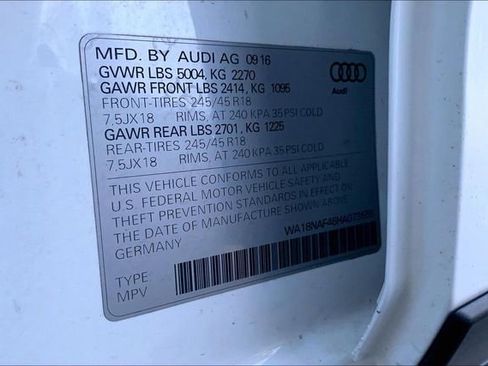 MFD. BY AUDI AG 09 16
GVWR LBS 5004, KG 2270
GAWR FRONT LBS 2414, KG 1095
FRONT-TIRES 245/45 R18
7,5JX18 RIMS, AT 240 KPA 35 PSI COLD
GAWR REAR LBS 2701, KG 1225
REAR-TIRES 245/45 R18
7,5JX18 RIMS, AT 240 KPA 35 PSI COLD
Audi
THIS VEHICLE CONFORMS TO ALL APPLICABLE
U.S. FEDERAL MOTOR VEHICLE SAFETY AND
THEFT PREVENTION STANDARDS IN EFFECT ON
THE DATE OF MANUFACTURE SHOWN ABOVE
GERMANY
TYPE
MPV